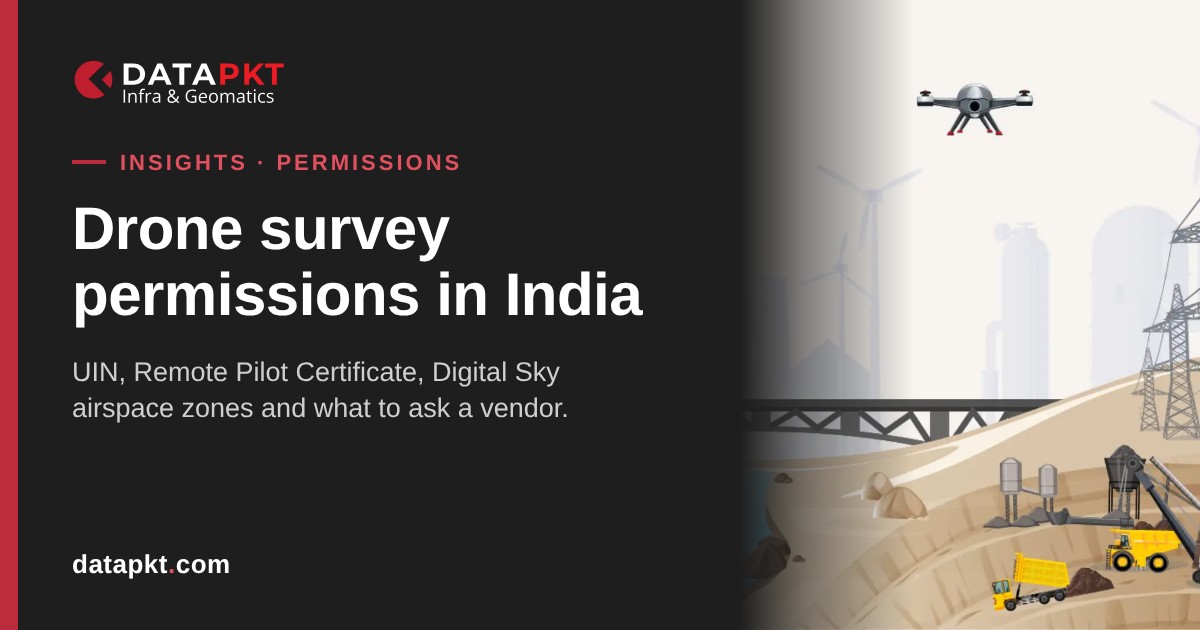 DATAPKT
Infra & Geomatics
INSIGHTS · PERMISSIONS
Drone survey
permissions in India
UIN, Remote Pilot Certificate, Digital Sky
airspace zones and what to ask a vendor.
datapkt.com